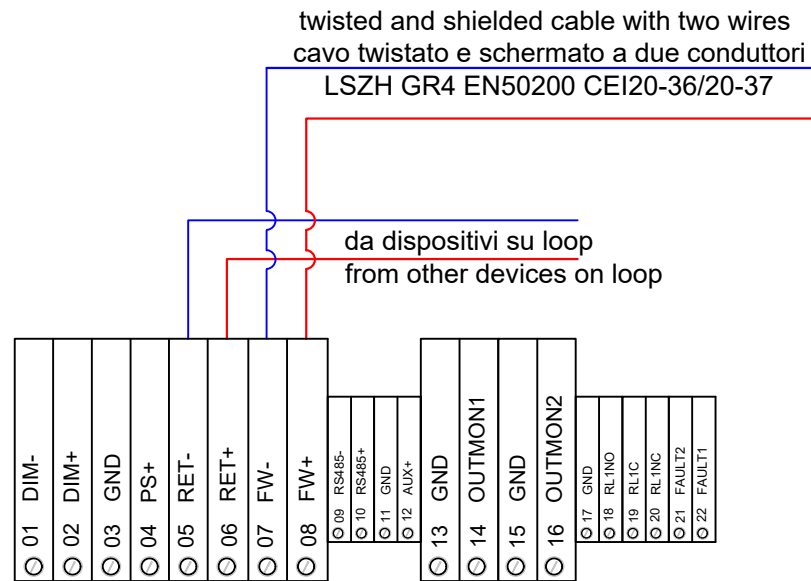 twisted and shielded cable with two wires
cavo twistato e schermato a due conduttori
LSZH GR4 EN50200 CEI20-36/20-37
da dispositivi su loop
from other devices on loop
01 DIM-
02 DIM+
03 GND
04 PS+
05 RET-
06 RET+
07 FW-
08 FW+
09 RS485-
10 RS485+
11 GND
12 AUX+
13 GND
14 OUTMON1
15 GND
16 OUTMON2
17 GND
18 RL1NO
19 RL1C
20 RL1NC
21 FAULT2
22 FAULT1